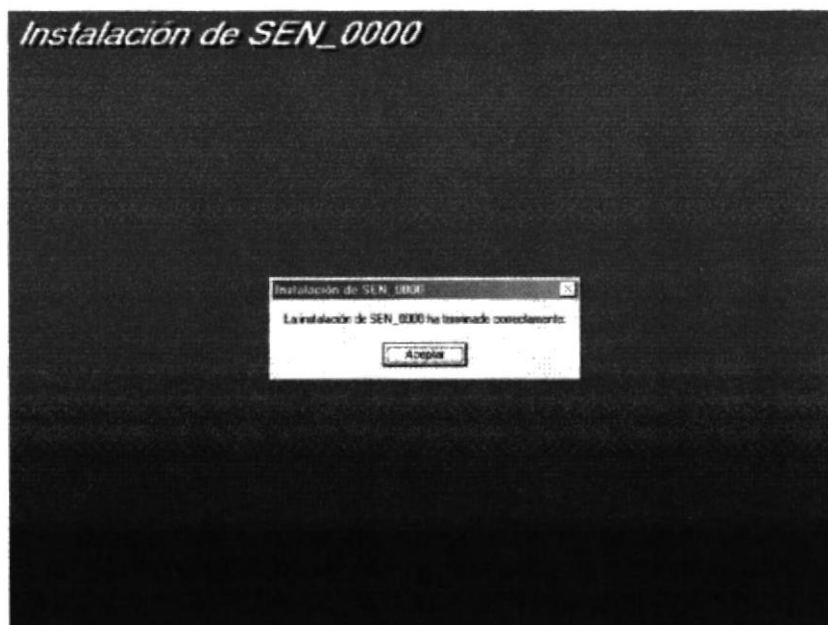 Instalación de SEN_0000
Instalación de SEN_0000
La instalación de SEN_0000 ha terminado correctamente.
Aceptar